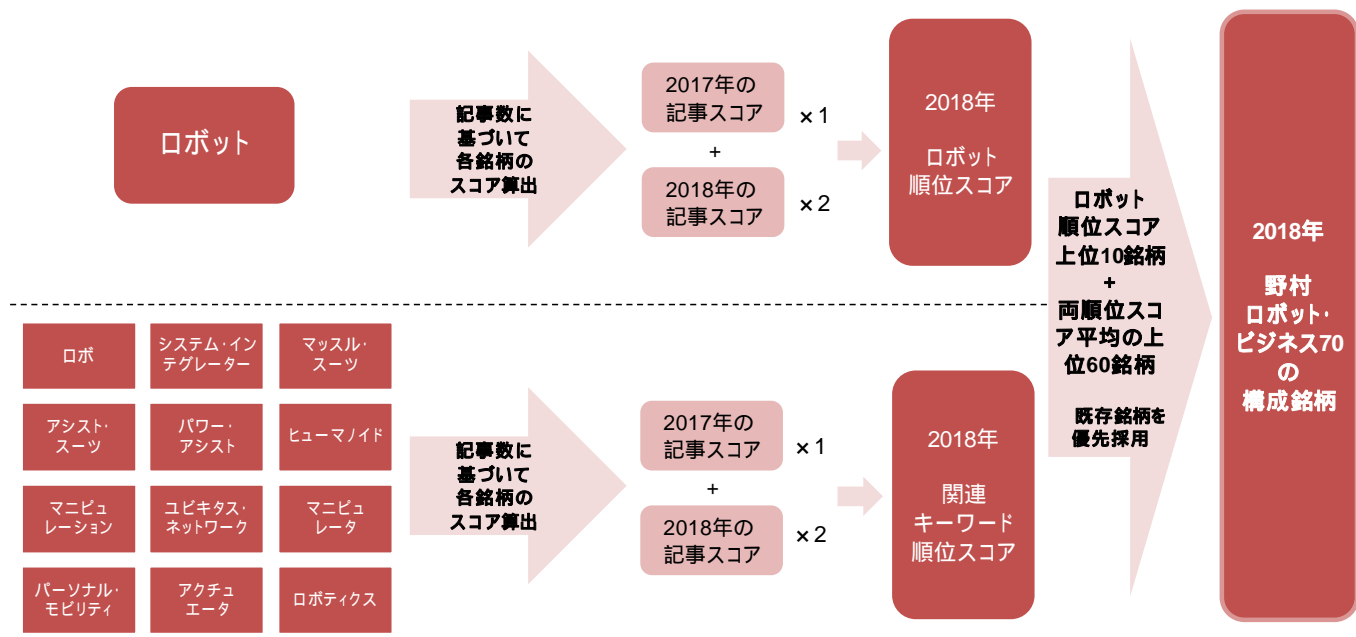 ロボット
記事数に
基づいて
各銘柄の
スコア算出
2017年の
記事スコア
×1
+
2018年の
記事スコア
×2
2018年
ロボット
順位スコア
ロボ
システム・イン
テグレーター
マッスル・
スーツ
アシスト・
スーツ
パワー・
アシスト
ヒューマノイド
マニピュ
レーション
ユビキタス・
ネットワーク
マニピュ
レータ
パーソナル・
モビリティ
アクチュ
エータ
ロボティクス
記事数に
基づいて
各銘柄の
スコア算出
2017年の
記事スコア
×1
+
2018年の
記事スコア
×2
2018年
関連
キーワード
順位スコア
ロボット
順位スコア
上位10銘柄
+
両順位スコ
ア平均の上
位60銘柄
既存銘柄を
優先採用
2018年
野村
ロボット・
ビジネス70
の
構成銘柄